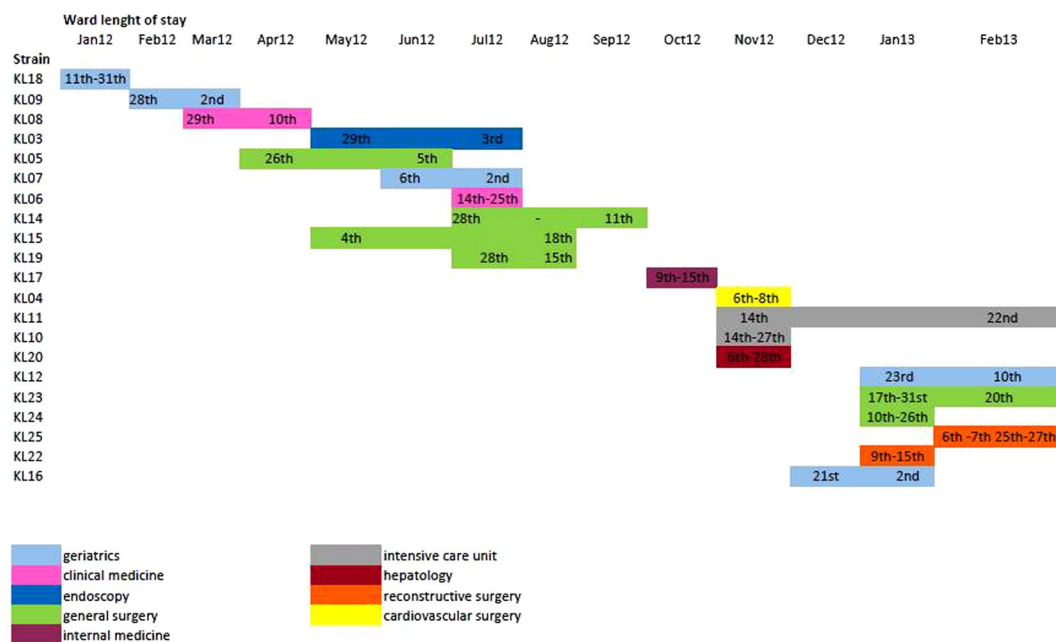 Ward lenght of stay
Jan12 Feb12 Mar12 Apr12 May12 Jun12 Jul12 Aug12 Sep12 Oct12 Nov12 Dec12 Jan13 Feb13
Strain
KL18 11th-31th
KL09 28th 2nd
KL08 29th 10th
KL03 29th 3rd
KL05 26th 5th
KL07 6th 2nd
KL06 14th-25th
KL14 28th - 11th
KL15 4th 18th
KL19 28th 15th
KL17 9th-15th
KL04 6th-8th
KL11 14th 22nd
KL10 14th-27th
KL20 6th-28th
KL12 23rd 10th
KL23 17th-31st 20th
KL24 10th-26th
KL25 6th -7th 25th-27th
KL22 9th-15th
KL16 21st 2nd
geriatrics intensive care unit
clinical medicine hepatology
endoscopy reconstructive surgery
general surgery cardiovascular surgery
internal medicine